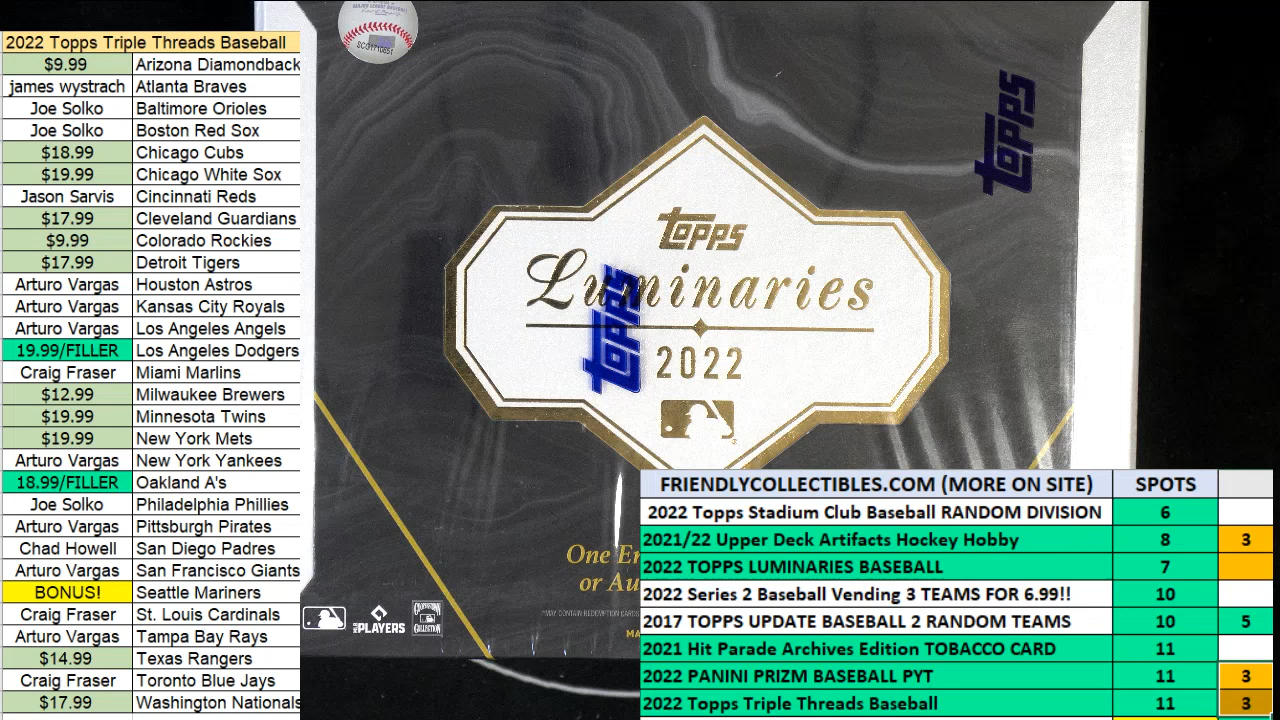 2022 Topps Triple Threads Baseball
$9.99 Arizona Diamondback
james wystrach Atlanta Braves
Joe Solko Baltimore Orioles
Joe Solko Boston Red Sox
$18.99 Chicago Cubs
$19.99 Chicago White Sox
Jason Sarvis Cincinnati Reds
$17.99 Cleveland Guardians
$9.99 Colorado Rockies
$17.99 Detroit Tigers
Arturo Vargas Houston Astros
Arturo Vargas Kansas City Royals
Arturo Vargas Los Angeles Angels
19.99/FILLER Los Angeles Dodgers
Craig Fraser Miami Marlins
$12.99 Milwaukee Brewers
$19.99 Minnesota Twins
$19.99 New York Mets
Arturo Vargas New York Yankees
18.99/FILLER Oakland A's
Joe Solko Philadelphia Phillies
Arturo Vargas Pittsburgh Pirates
Chad Howell San Diego Padres
Arturo Vargas San Francisco Giants
BONUS! Seattle Mariners
Craig Fraser St. Louis Cardinals
Arturo Vargas Tampa Bay Rays
$14.99 Texas Rangers
Craig Fraser Toronto Blue Jays
$17.99 Washington Nationals
topps
topps
Luminaries
topps
2022
One En
or Au
*MAY CONTAIN REDEMPTION CARDS
MA
PLAYERS
FRIENDLYCOLLECTIBLES.COM (MORE ON SITE) SPOTS
2022 Topps Stadium Club Baseball RANDOM DIVISION 6
2021/22 Upper Deck Artifacts Hockey Hobby 8 3
2022 TOPPS LUMINARIES BASEBALL 7
2022 Series 2 Baseball Vending 3 TEAMS FOR 6.99!! 10
2017 TOPPS UPDATE BASEBALL 2 RANDOM TEAMS 10 5
2021 Hit Parade Archives Edition TOBACCO CARD 11
2022 PANINI PRIZM BASEBALL PYT 11 3
2022 Topps Triple Threads Baseball 11 3